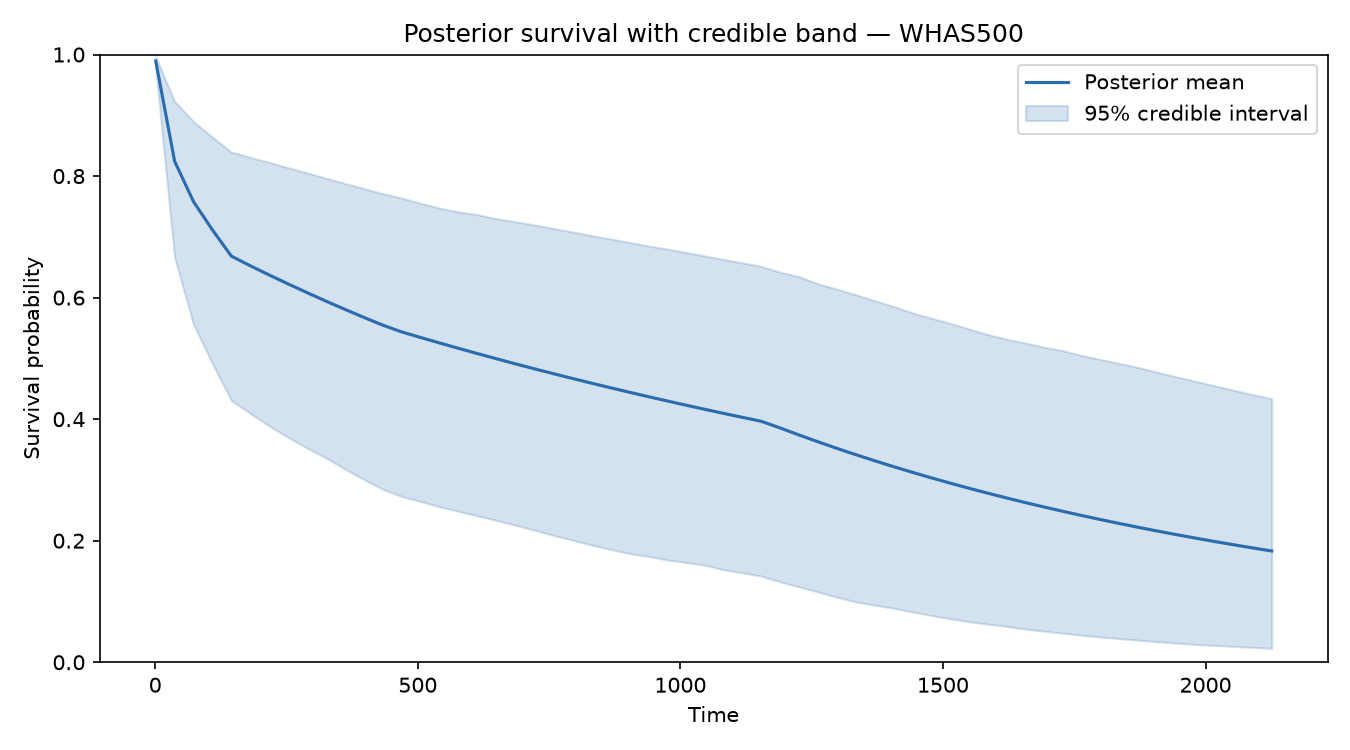 Posterior survival with credible band — WHAS500
Posterior mean
95% credible interval
Survival probability
1.0
0.8
0.6
0.4
0.2
0.0
0
500
1000
1500
2000
Time